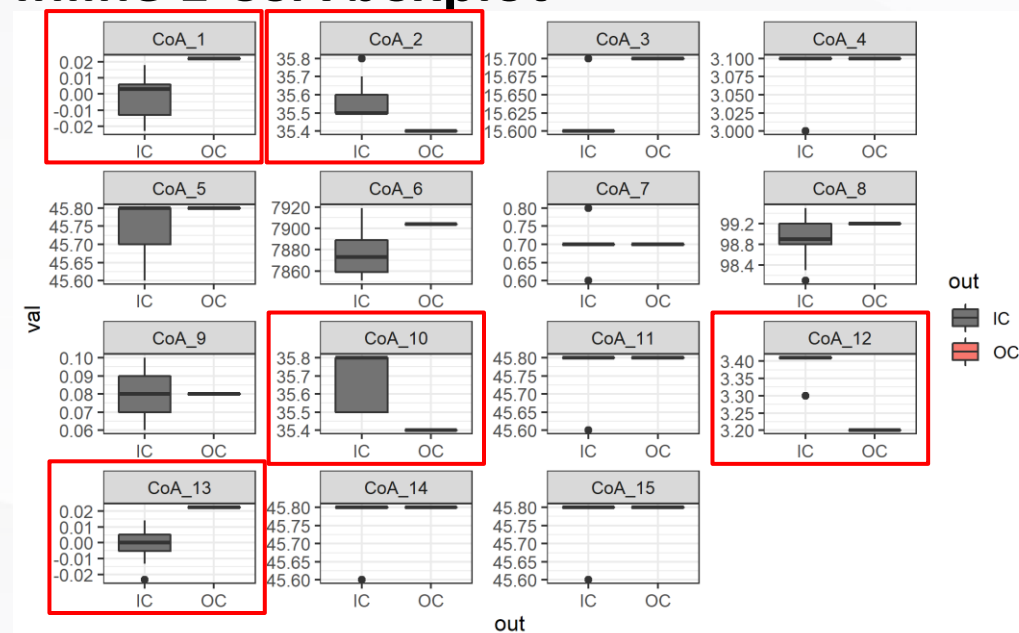 CoA_1
0.02
0.01
0.00
-0.01
-0.02
IC OC
CoA_2
35.8
35.7
35.6
35.5
35.4
IC OC
CoA_3
15.700
15.675
15.650
15.625
15.600
IC OC
CoA_4
3.100
3.075
3.050
3.025
3.000
IC OC
CoA_5
45.80
45.75
45.70
45.65
45.60
IC OC
CoA_6
7920
7900
7880
7860
IC OC
CoA_7
0.80
0.75
0.70
0.65
0.60
IC OC
CoA_8
99.2
98.8
98.4
IC OC
CoA_9
0.10
0.09
0.08
0.07
0.06
IC OC
CoA_10
35.8
35.7
35.6
35.5
35.4
IC OC
CoA_11
45.80
45.75
45.70
45.65
45.60
IC OC
CoA_12
3.40
3.35
3.30
3.25
3.20
IC OC
CoA_13
0.02
0.01
0.00
-0.01
-0.02
IC OC
CoA_14
45.80
45.75
45.70
45.65
45.60
IC OC
CoA_15
45.80
45.75
45.70
45.65
45.60
IC OC
val
out
out
IC
OC